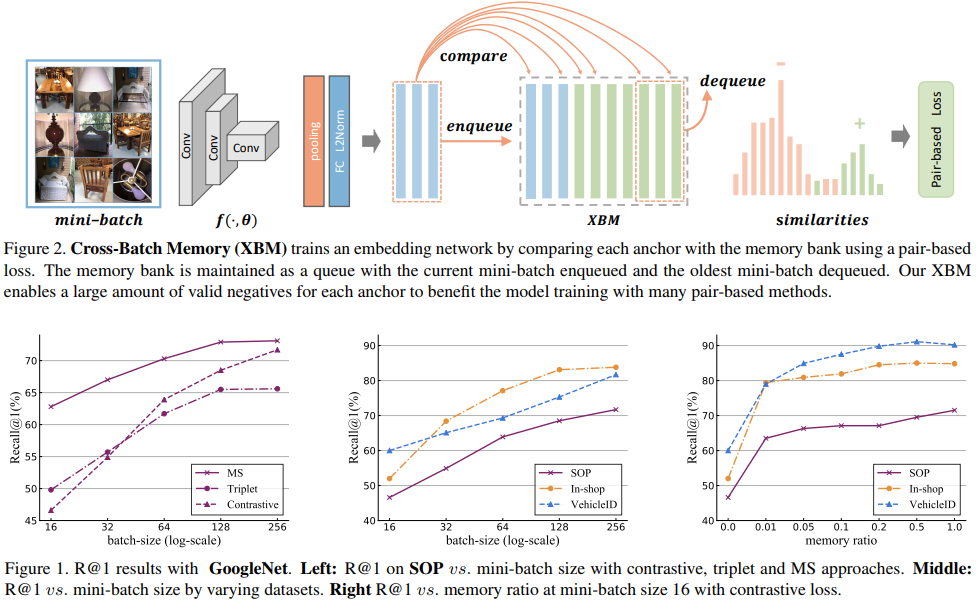 compare
dequeue
enqueue
Conv
Conv
Conv
pooling
FC L2Norm
Pair-based Loss
mini-batch
f(·,θ)
XBM
similarities
−
+
Figure 2. Cross-Batch Memory (XBM) trains an embedding network by comparing each anchor with the memory bank using a pair-based
loss. The memory bank is maintained as a queue with the current mini-batch enqueued and the oldest mini-batch dequeued. Our XBM
enables a large amount of valid negatives for each anchor to benefit the model training with many pair-based methods.
Recall@1(%)
70
65
60
55
50
45
MS
Triplet
Contrastive
16 32 64 128 256
batch-size (log-scale)
Recall@1(%)
90
80
70
60
50
40
SOP
In-shop
VehicleID
16 32 64 128 256
batch-size (log-scale)
Recall@1(%)
90
80
70
60
50
40
SOP
In-shop
VehicleID
0.0 0.01 0.05 0.1 0.2 0.5 1.0
memory ratio
Figure 1. R@1 results with GoogleNet. Left: R@1 on SOP vs. mini-batch size with contrastive, triplet and MS approaches. Middle:
R@1 vs. mini-batch size by varying datasets. Right R@1 vs. memory ratio at mini-batch size 16 with contrastive loss.